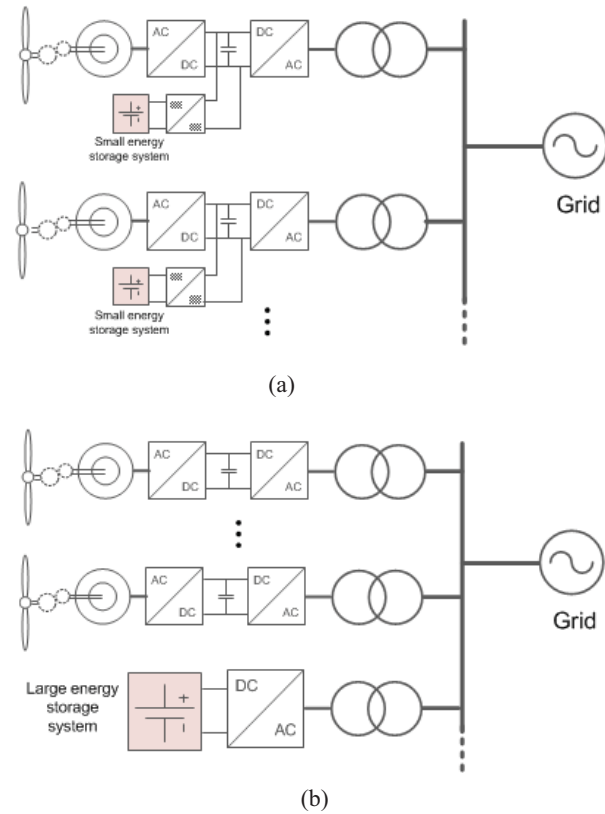 AC
DC
DC
AC
Small energy
storage system
Grid
AC
DC
DC
AC
Small energy
storage system
(a)
AC
DC
DC
AC
AC
DC
DC
AC
Grid
Large energy
storage
system
+
DC
AC
(b)